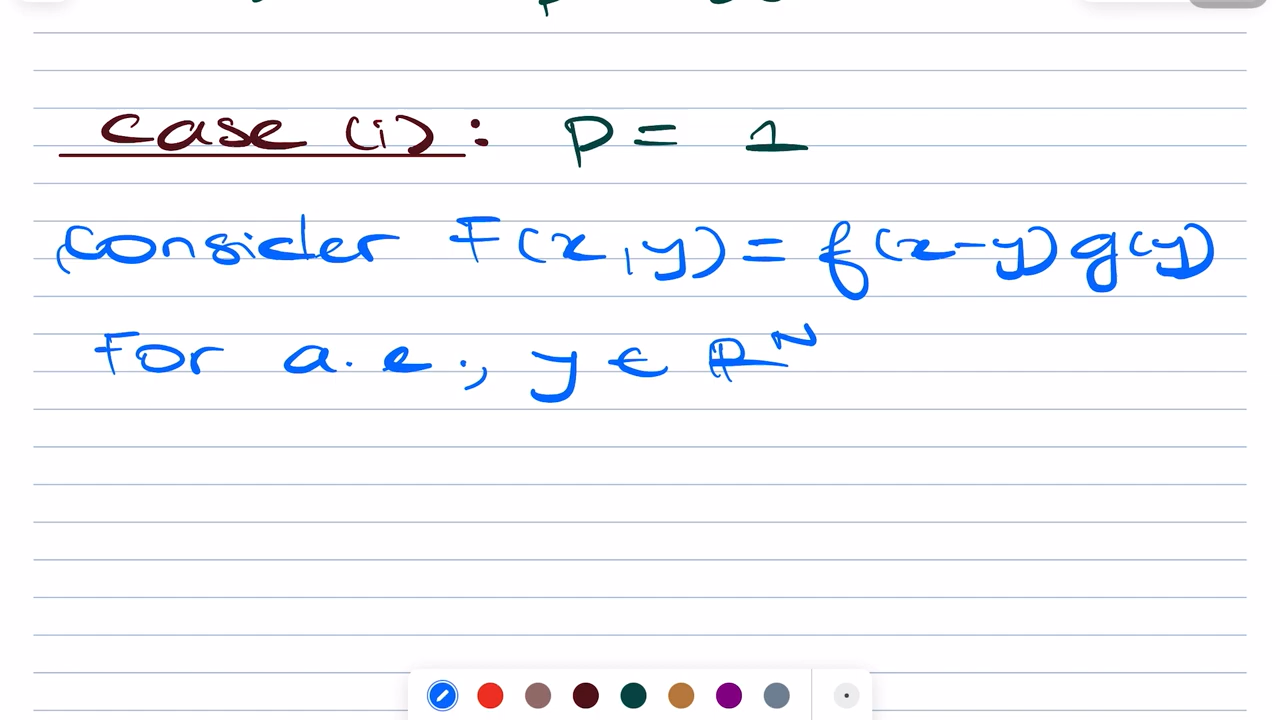 Case (i): P = 1
Consider F(x,y) = f(x-y)g(y)
For a.e., y ∈ ℝ^N